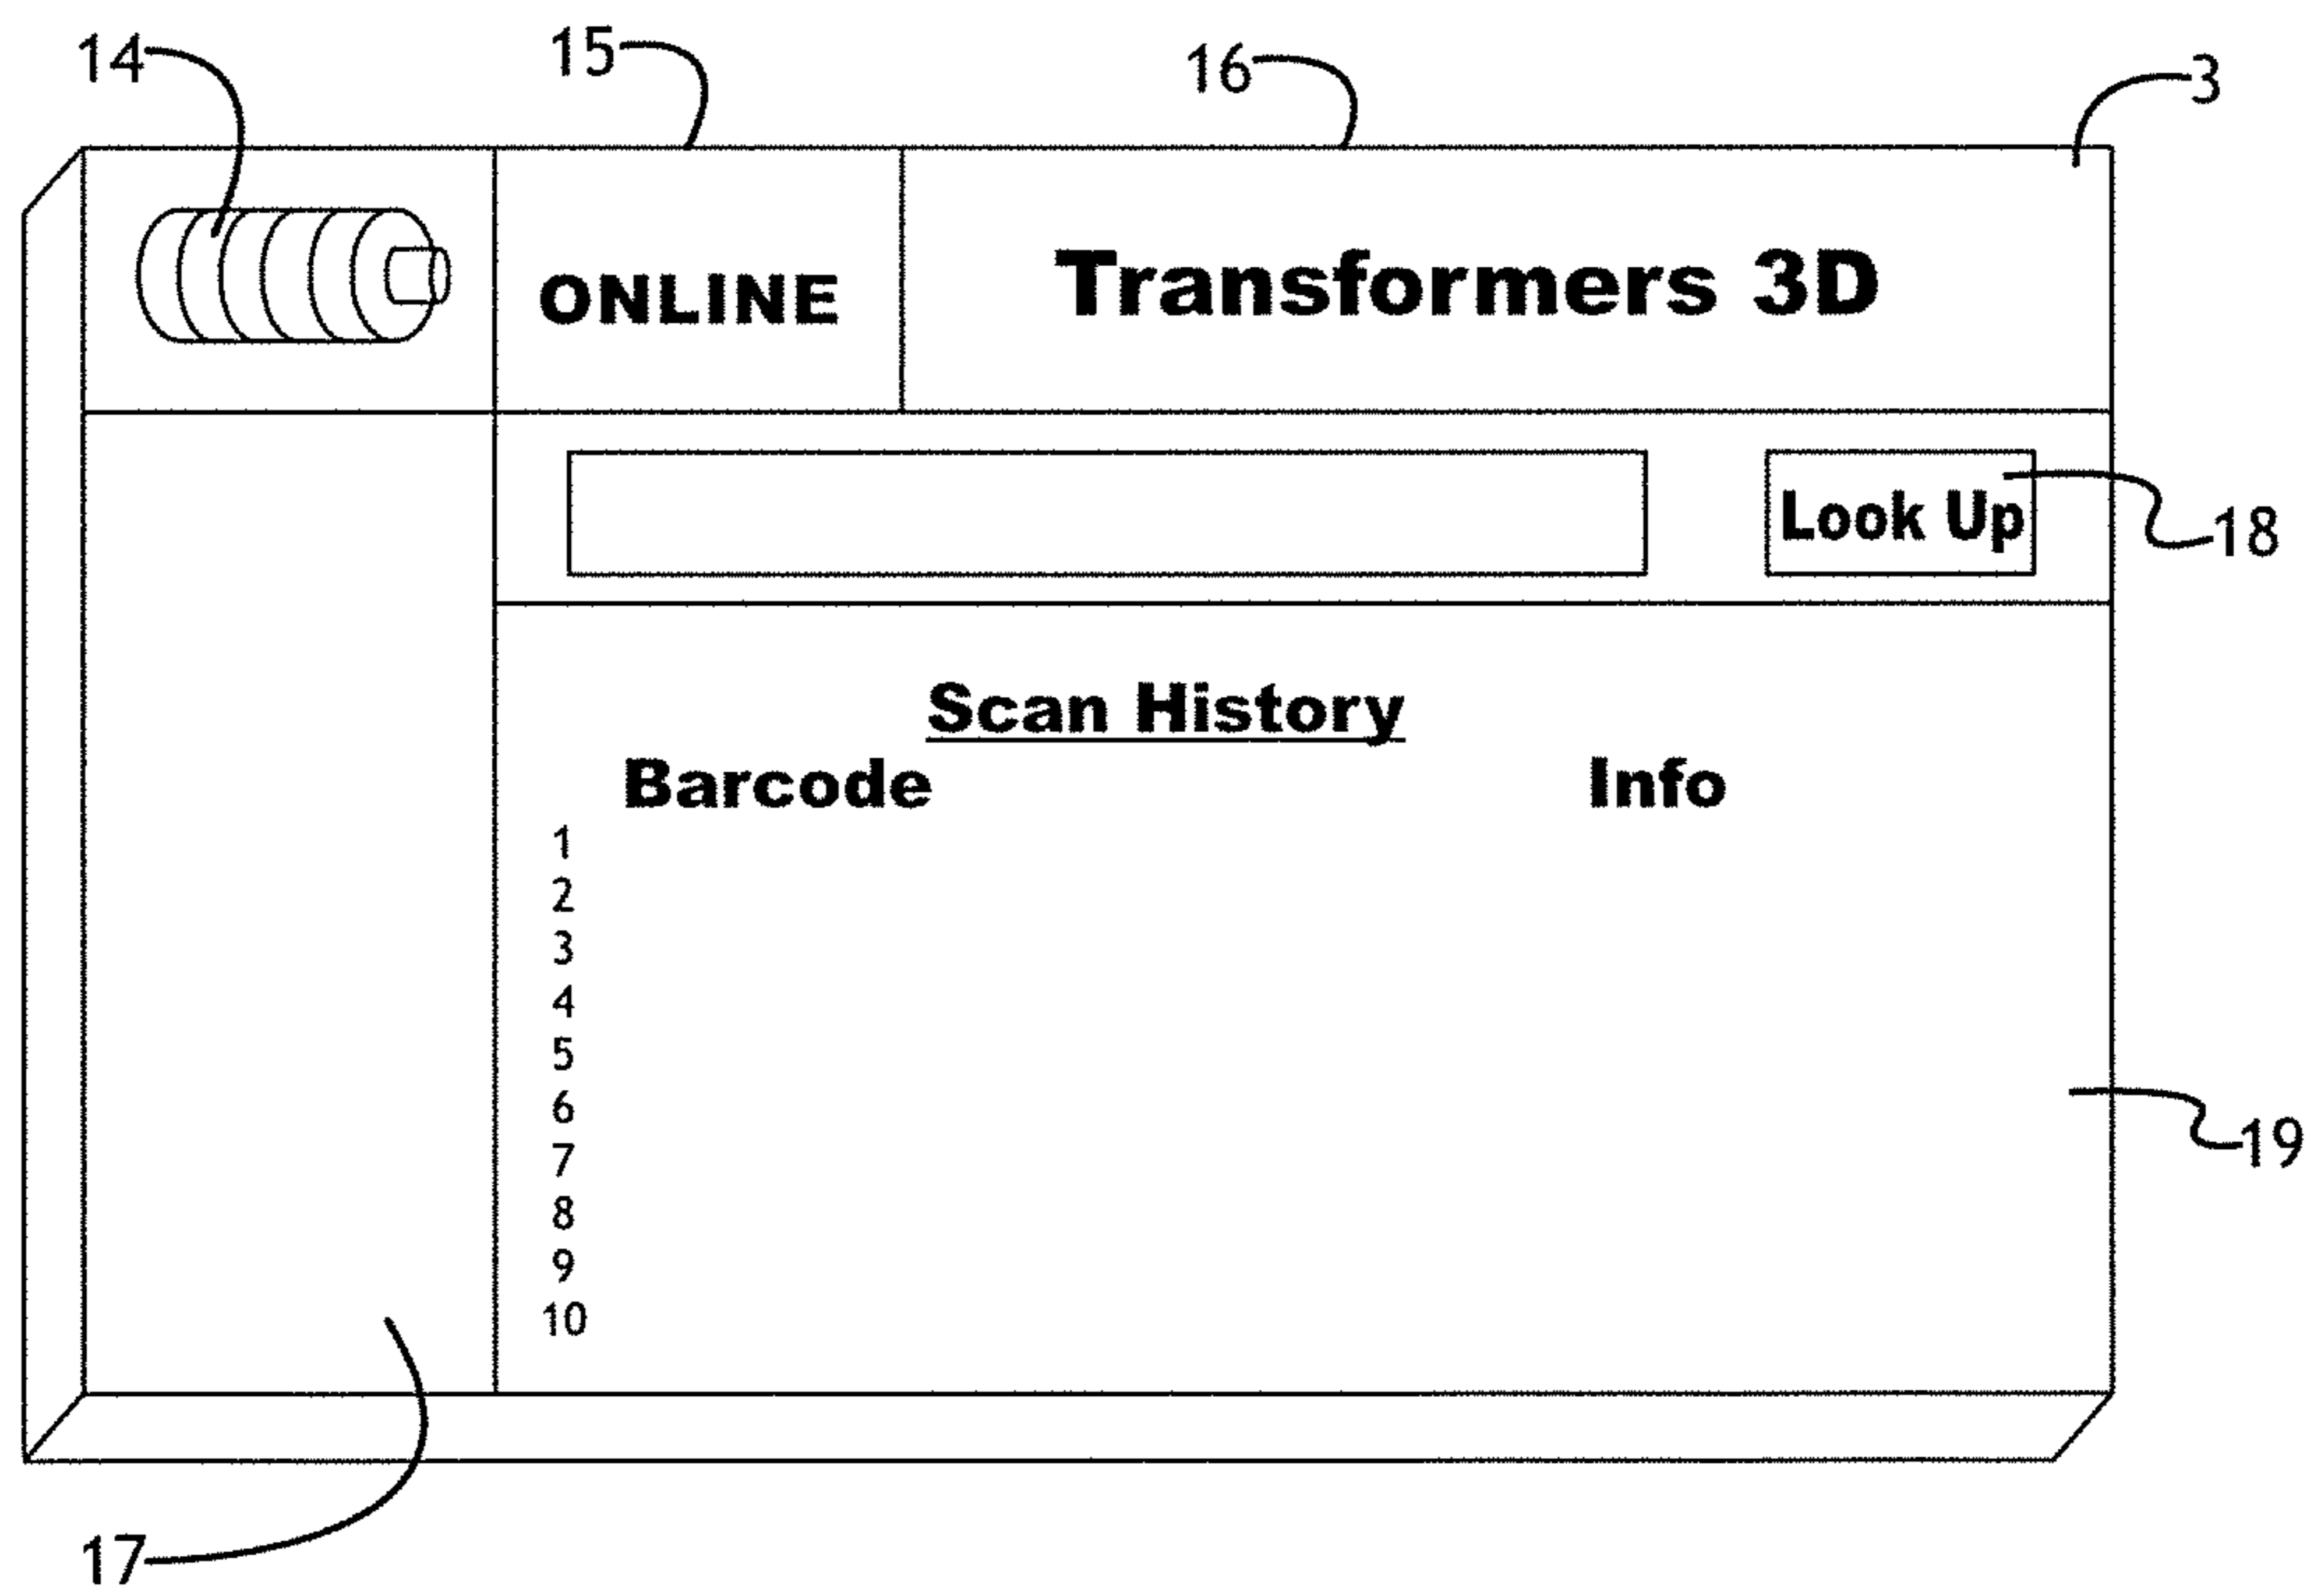 14 15 16 3
ONLINE Transformers 3D
Look Up
18
Scan History
Barcode Info
1
2
3
4
5
6
7
8
9
10
19
17